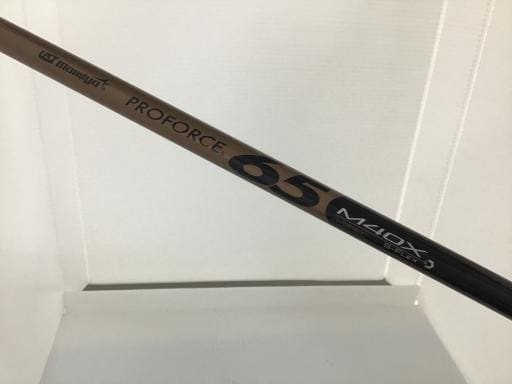 UST Mamiya
PROFORCE
65
M40X
S-FLEX